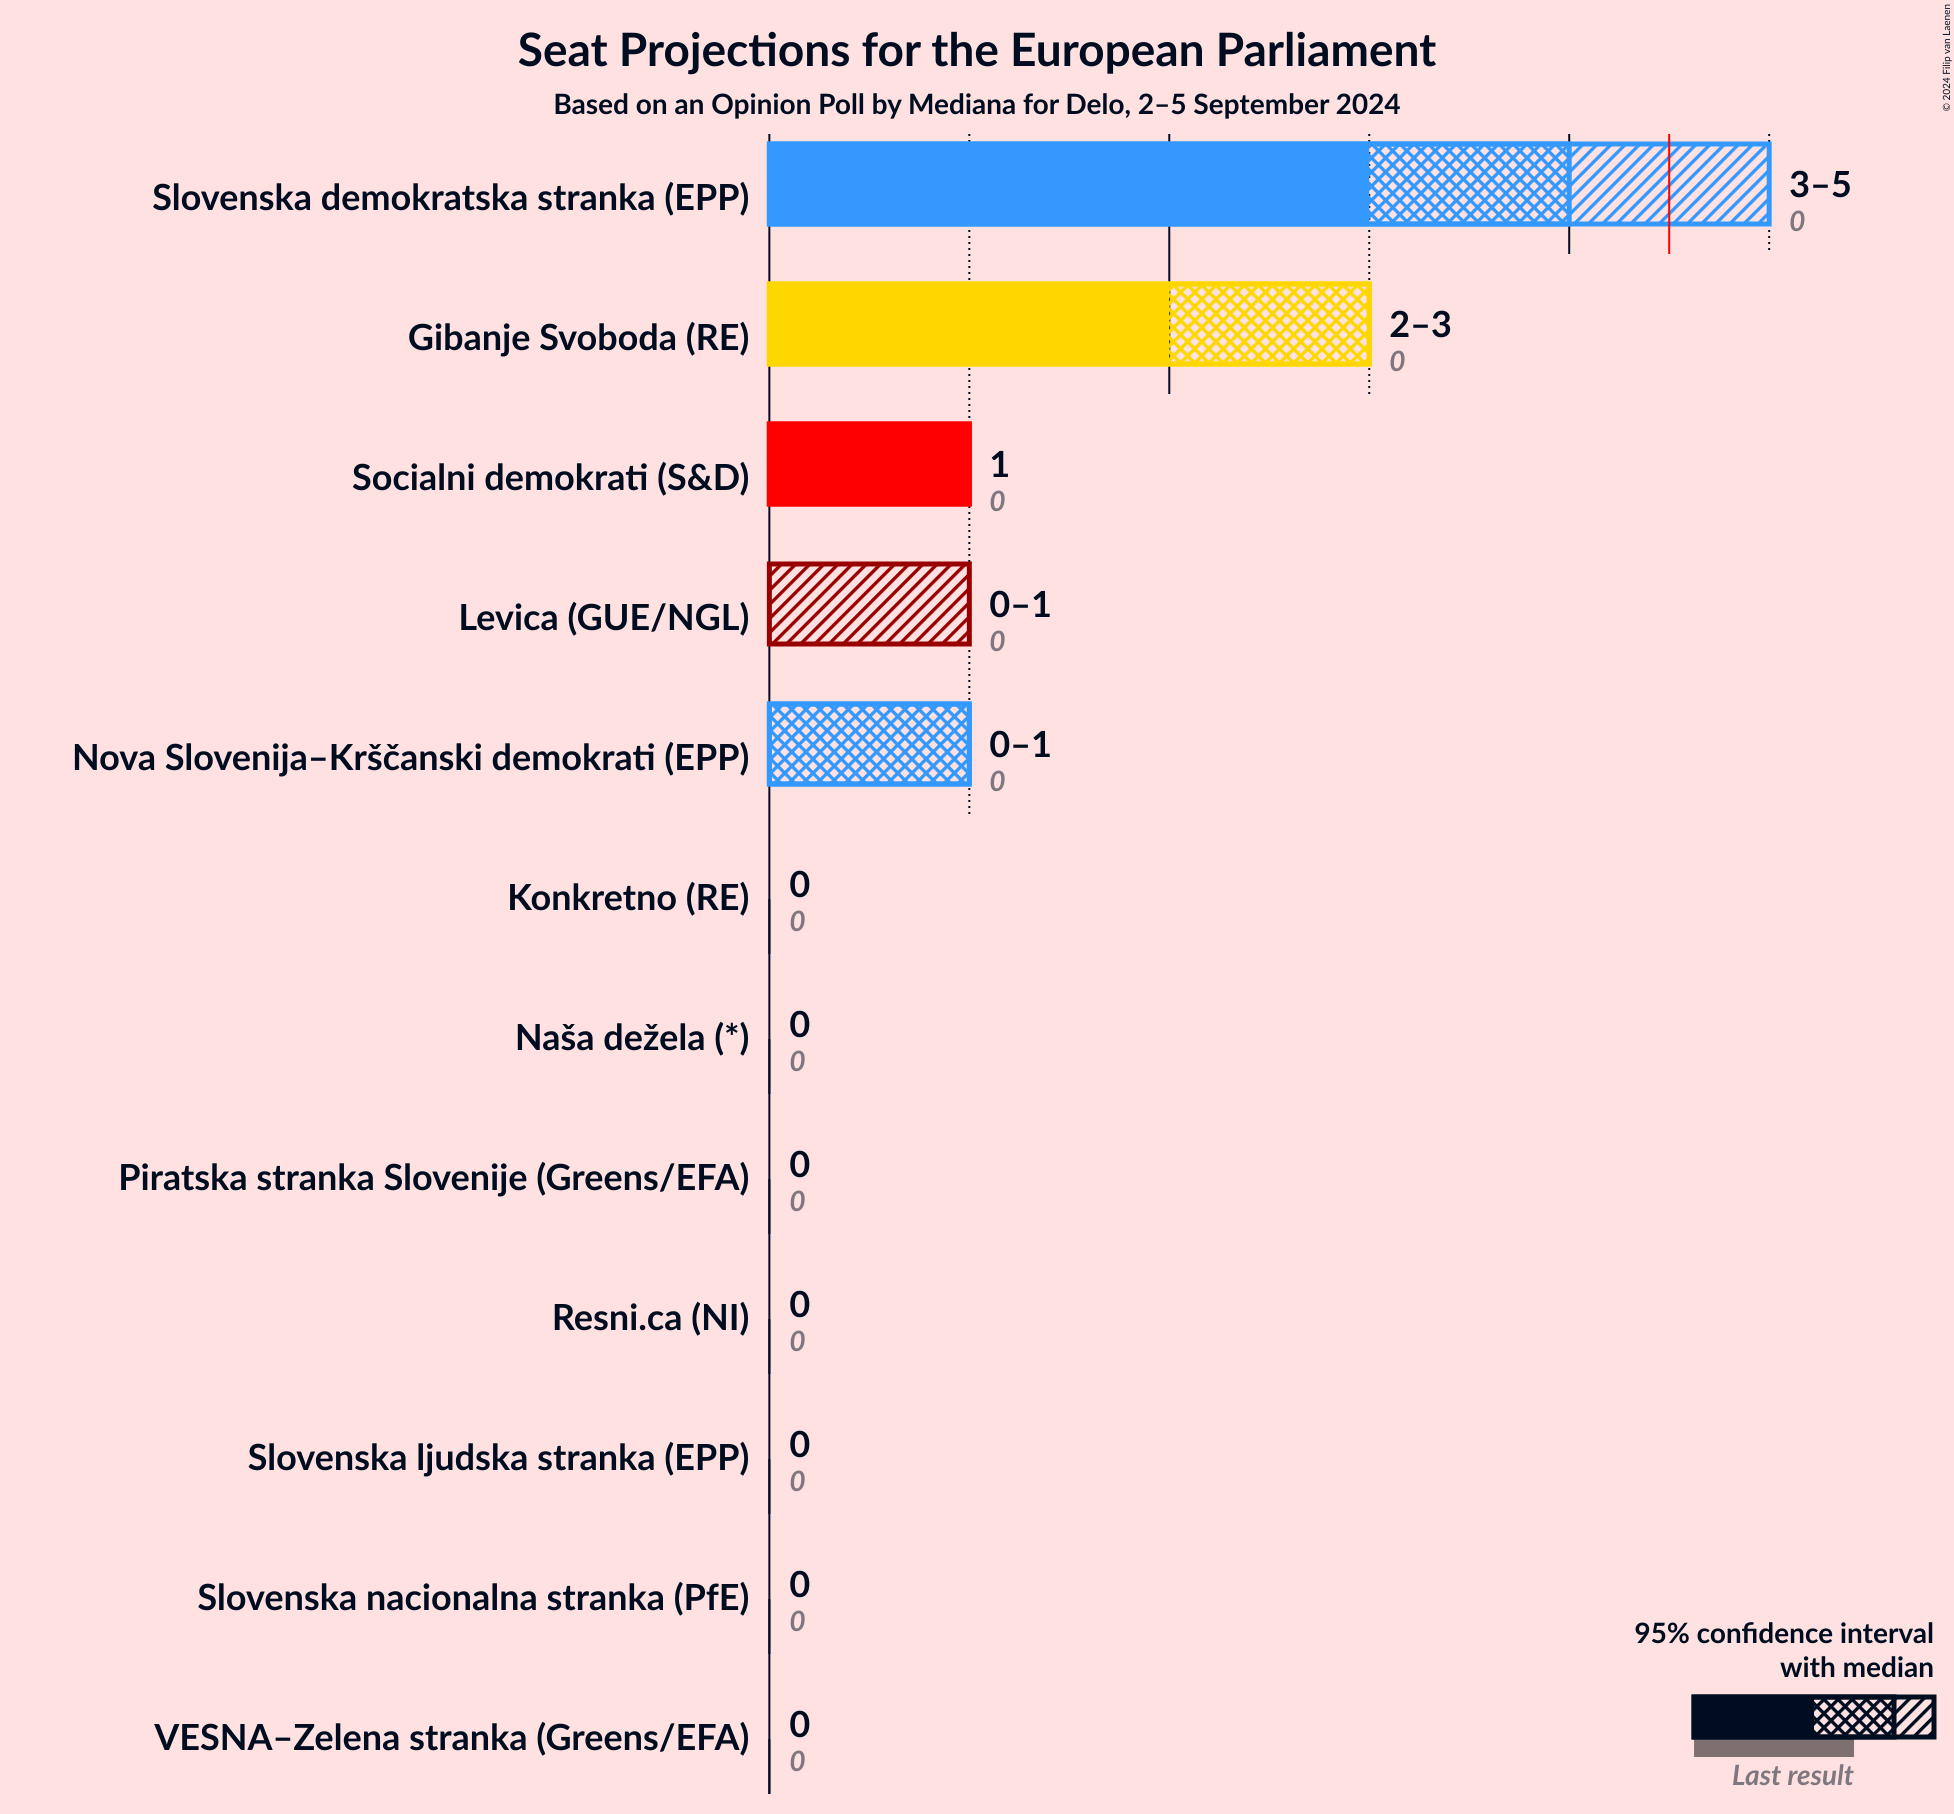 Seat Projections for the European Parliament
Based on an Opinion Poll by Mediana for Delo, 2–5 September 2024
© 2024 Filip van Laenen
Slovenska demokratska stranka (EPP)
3–5
0
Gibanje Svoboda (RE)
2–3
0
Socialni demokrati (S&D)
1
0
Levica (GUE/NGL)
0–1
0
Nova Slovenija–Krščanski demokrati (EPP)
0–1
0
Konkretno (RE)
0
0
Naša dežela (*)
0
0
Piratska stranka Slovenije (Greens/EFA)
0
0
Resni.ca (NI)
0
0
Slovenska ljudska stranka (EPP)
0
0
Slovenska nacionalna stranka (PfE)
0
0
VESNA–Zelena stranka (Greens/EFA)
0
0
95% confidence interval
with median
Last result